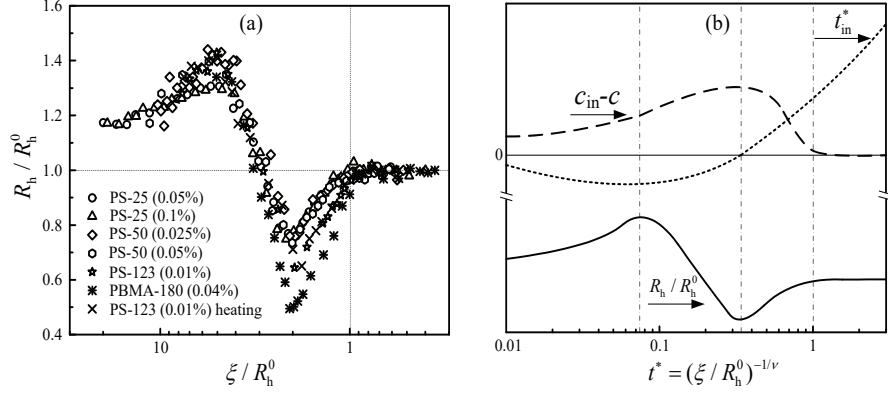 (a)
1.4
1.2
1.0
0.8
0.6
0.4
R_h / R_h^0
PS-25 (0.05%)
PS-25 (0.1%)
PS-50 (0.025%)
PS-50 (0.05%)
PS-123 (0.01%)
PBMA-180 (0.04%)
PS-123 (0.01%) heating
10
1
ξ / R_h^0
(b)
t_in^*
c_in-c
0
R_h / R_h^0
0.01
0.1
1
t^* = (ξ / R_h^0)^{-1/ν}